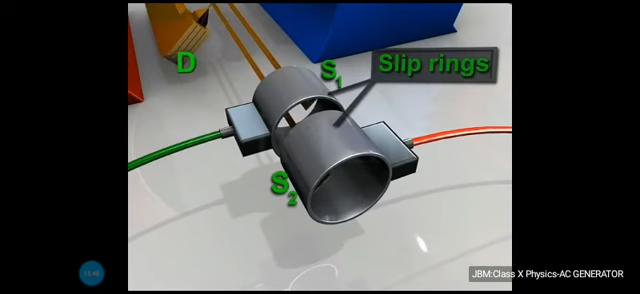 S1
Slip rings
D
S2
JBM:Class X Physics-AC GENERATOR